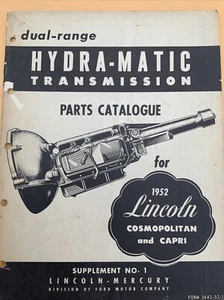 dual-range
HYDRA-MATIC
TRANSMISSION
PARTS CATALOGUE
for
1952
Lincoln
COSMOPOLITAN
and CAPRI
SUPPLEMENT NO. 1
LINCOLN-MERCURY
DIVISION OF FORD MOTOR COMPANY